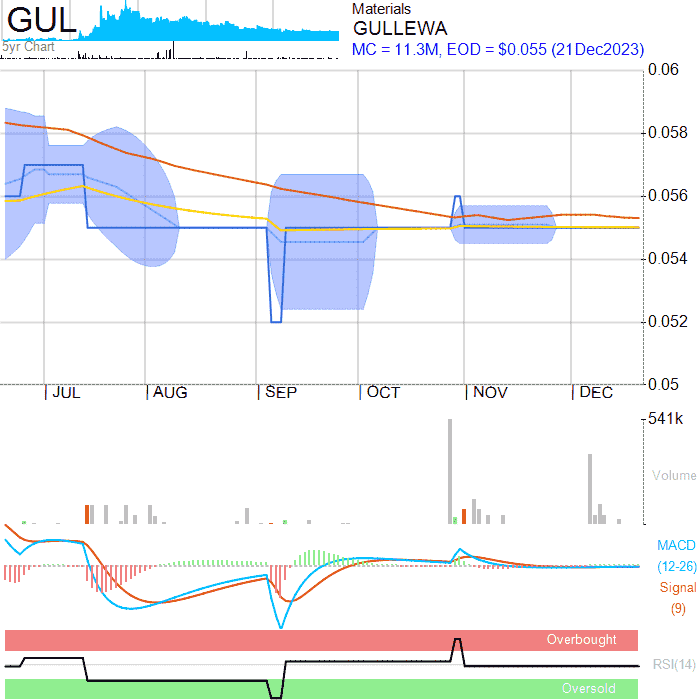 GUL
5yr Chart
Materials
GULLEWA
MC = 11.3M, EOD = $0.055 (21Dec2023)
0.06
0.058
0.056
0.054
0.052
0.05
JUL AUG SEP OCT NOV DEC
541k
Volume
MACD
(12-26)
Signal
(9)
Overbought
RSI(14)
Oversold